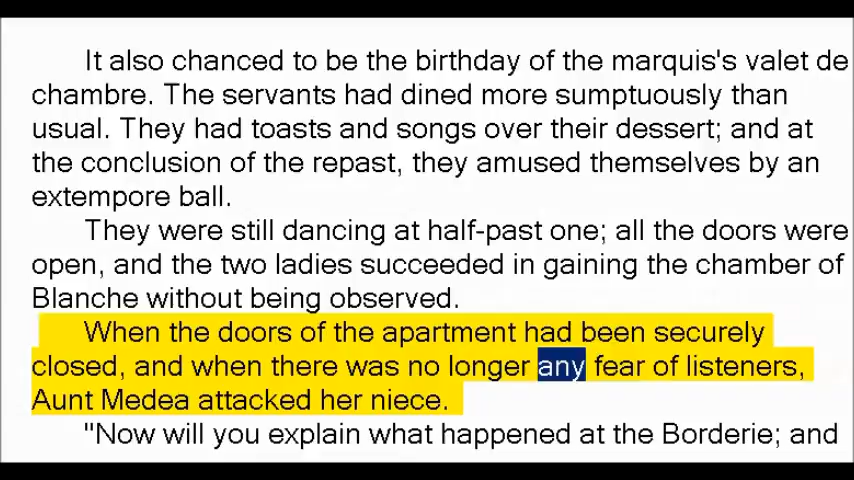 It also chanced to be the birthday of the marquis's valet de
chambre. The servants had dined more sumptuously than
usual. They had toasts and songs over their dessert; and at
the conclusion of the repast, they amused themselves by an
extempore ball.
They were still dancing at half-past one; all the doors were
open, and the two ladies succeeded in gaining the chamber of
Blanche without being observed.
When the doors of the apartment had been securely
closed, and when there was no longer any fear of listeners,
Aunt Medea attacked her niece.
"Now will you explain what happened at the Borderie; and